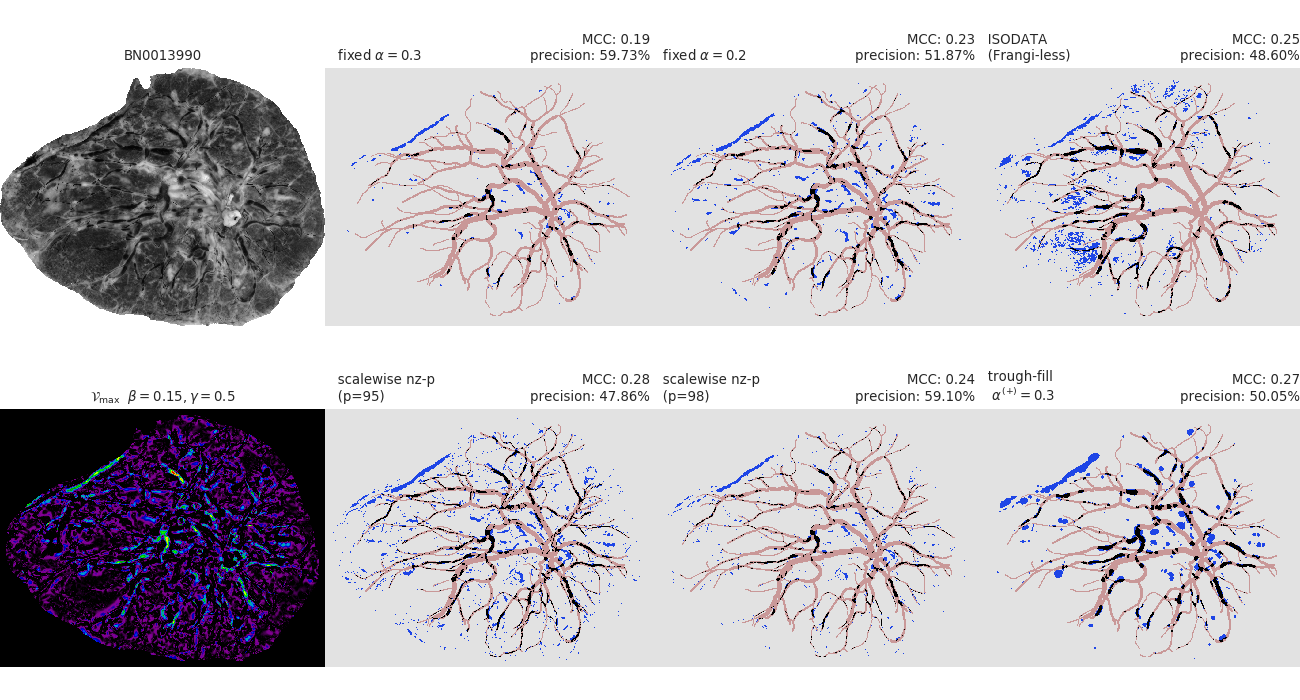 BN0013990
fixed α = 0.3
MCC: 0.19
precision: 59.73%
fixed α = 0.2
MCC: 0.23
precision: 51.87%
ISODATA
(Frangi-less)
MCC: 0.25
precision: 48.60%
𝒱max β = 0.15, γ = 0.5
scalewise nz-p
(p=95)
MCC: 0.28
precision: 47.86%
scalewise nz-p
(p=98)
MCC: 0.24
precision: 59.10%
trough-fill
α(+) = 0.3
MCC: 0.27
precision: 50.05%